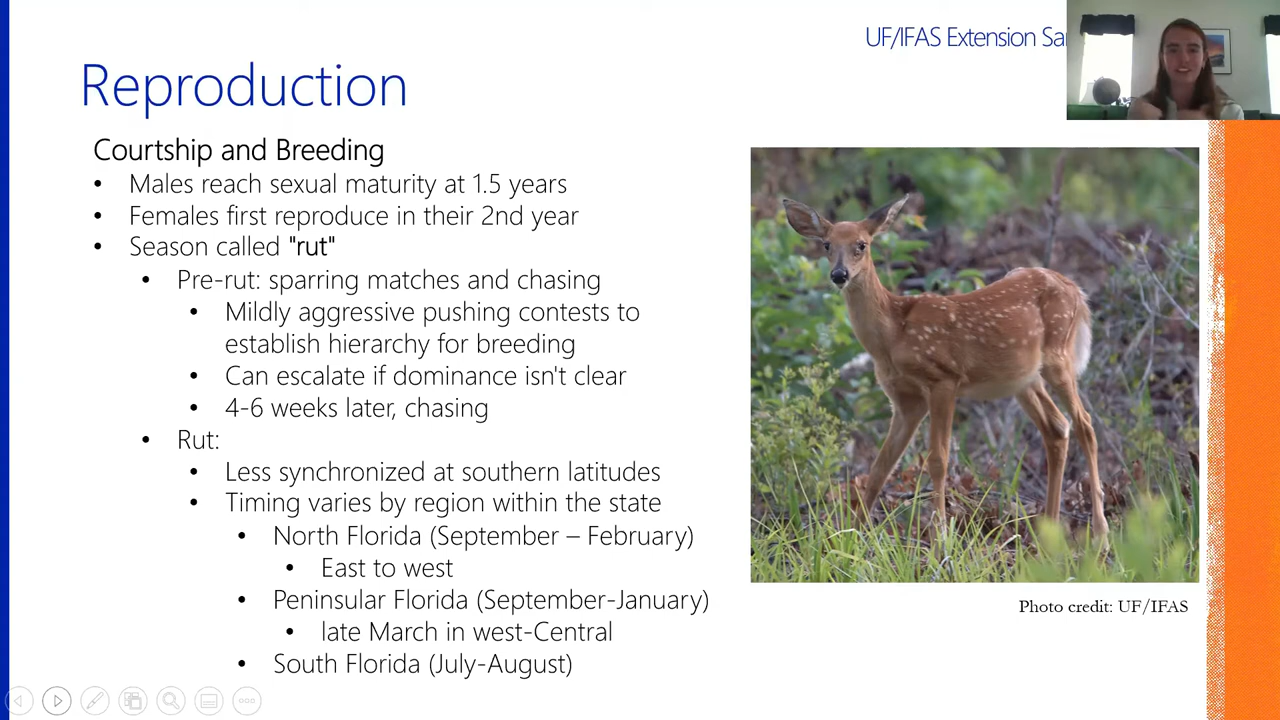 UF/IFAS Extension
Reproduction
Courtship and Breeding
• Males reach sexual maturity at 1.5 years
• Females first reproduce in their 2nd year
• Season called "rut"
• Pre-rut: sparring matches and chasing
• Mildly aggressive pushing contests to
establish hierarchy for breeding
• Can escalate if dominance isn't clear
• 4-6 weeks later, chasing
• Rut:
• Less synchronized at southern latitudes
• Timing varies by region within the state
• North Florida (September – February)
• East to west
• Peninsular Florida (September-January)
• late March in west-Central
• South Florida (July-August)
Photo credit: UF/IFAS